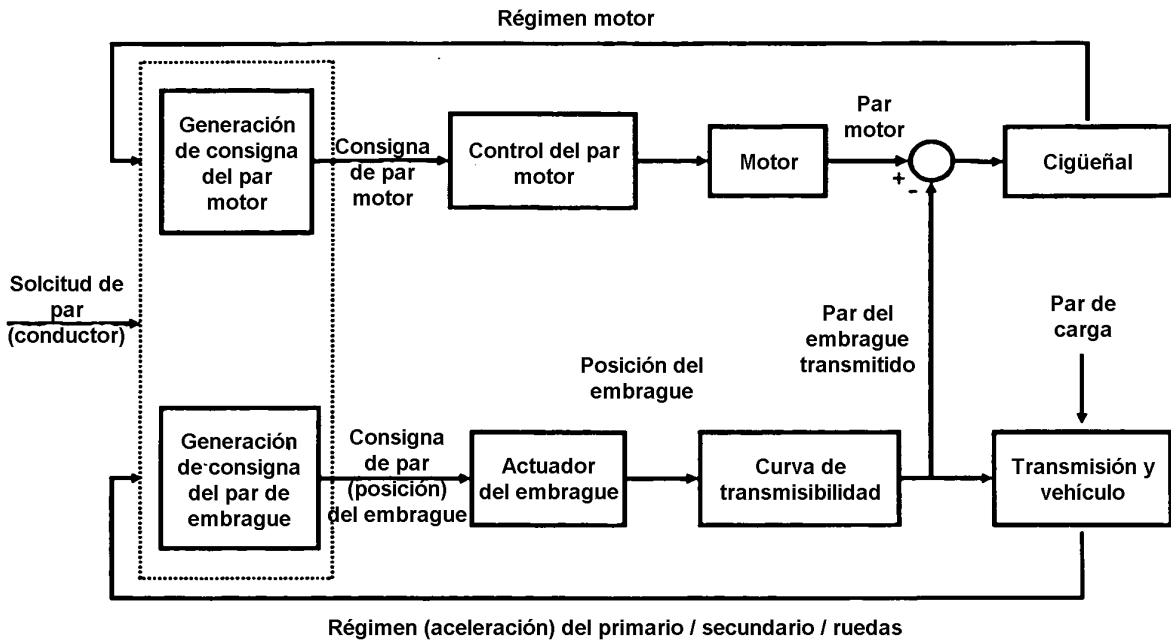 Régimen motor
Generación
de consigna
del par
motor
Consigna
de par
motor
Control del par
motor
Motor
Par
motor
+
-
Cigüeñal
Solcitud de
par
(conductor)
Par del
embrague
transmitido
Par de
carga
Posición del
embrague
Generación
de consigna
del par de
embrague
Consigna
de par
(posición)
del embrague
Actuador
del embrague
Curva de
transmisibilidad
Transmisión y
vehículo
Régimen (aceleración) del primario / secundario / ruedas